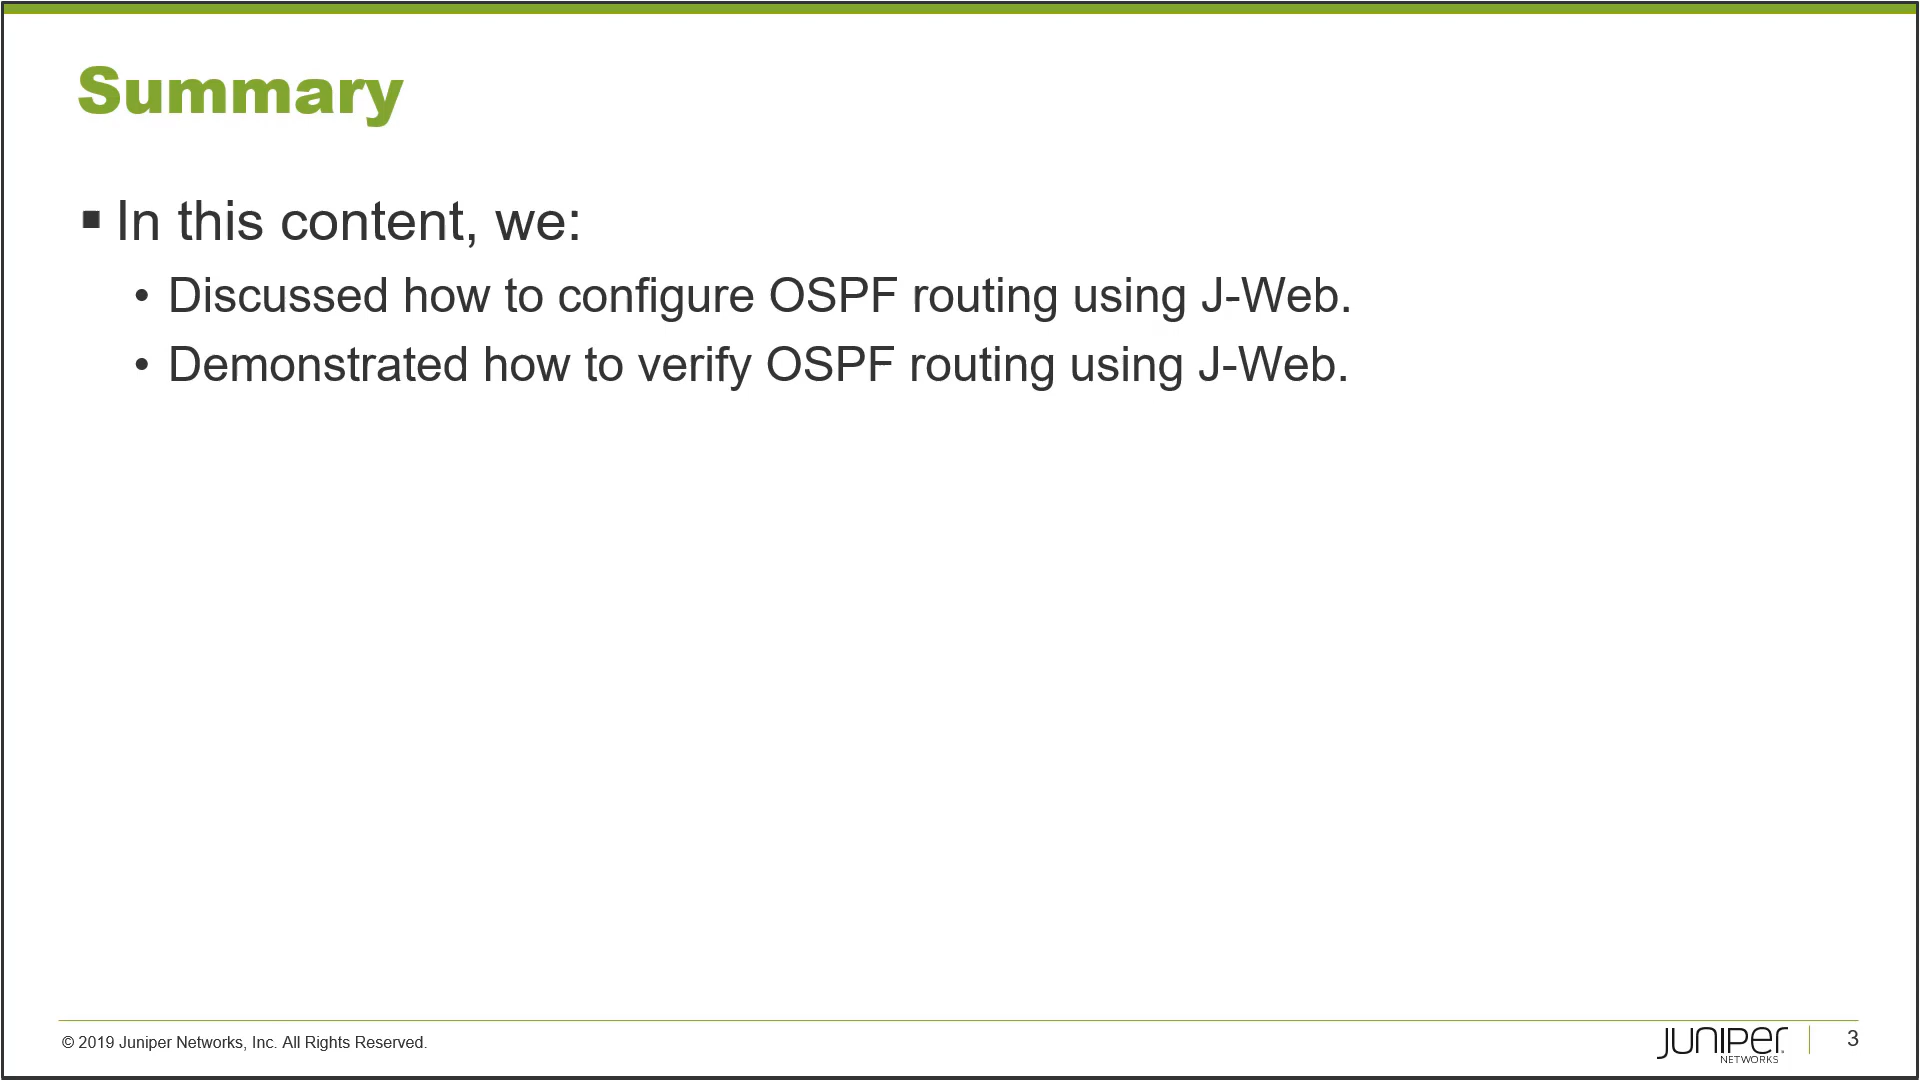 Summary
▪ In this content, we:
• Discussed how to configure OSPF routing using J-Web.
• Demonstrated how to verify OSPF routing using J-Web.
© 2019 Juniper Networks, Inc. All Rights Reserved.
JUNIPer
NETWORKS
3